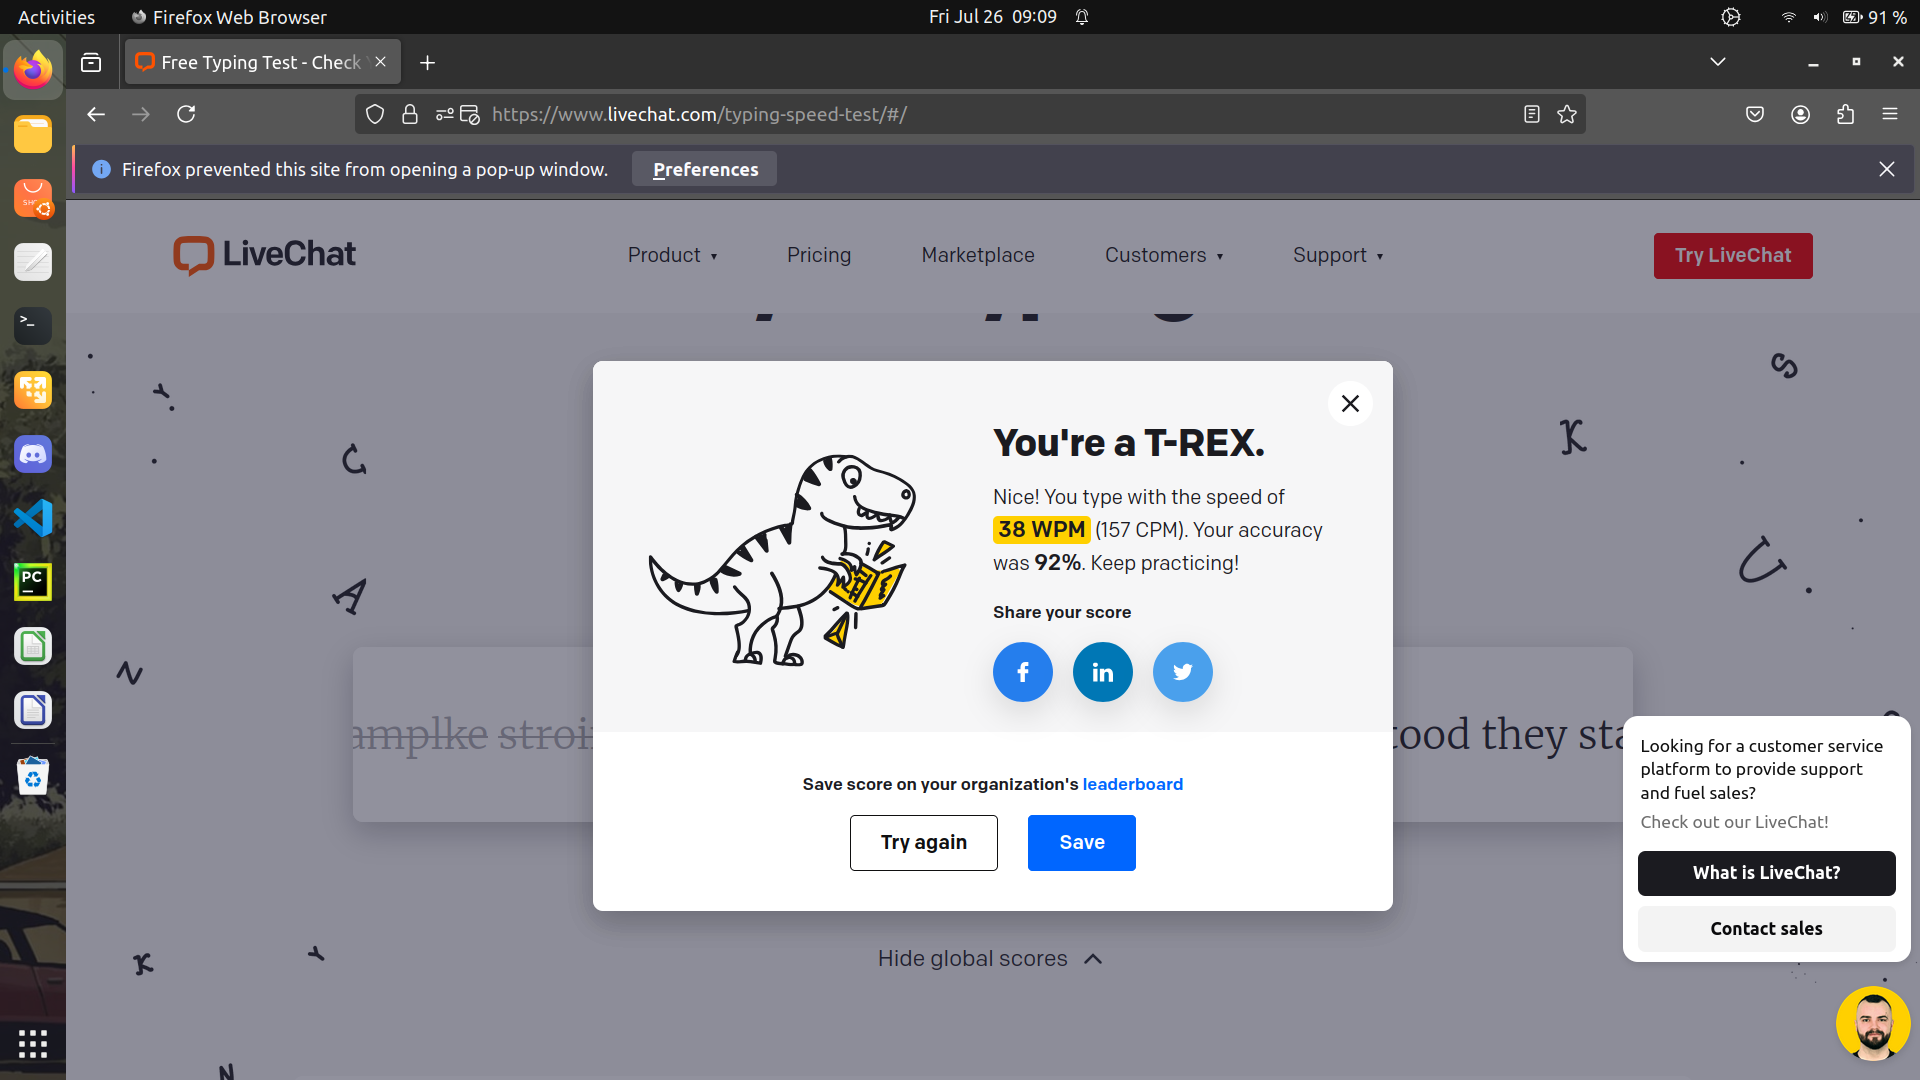 Activities
Firefox Web Browser
Fri Jul 26 09:09
91 %
Free Typing Test - Check
https://www.livechat.com/typing-speed-test/#/
Firefox prevented this site from opening a pop-up window.
Preferences
LiveChat
Product
Pricing
Marketplace
Customers
Support
Try LiveChat
You're a T-REX.
Nice! You type with the speed of
38 WPM (157 CPM). Your accuracy
was 92%. Keep practicing!
Share your score
amplke stroi
tood they sta
Save score on your organization's leaderboard
Try again
Save
Hide global scores
Looking for a customer service
platform to provide support
and fuel sales?
Check out our LiveChat!
What is LiveChat?
Contact sales